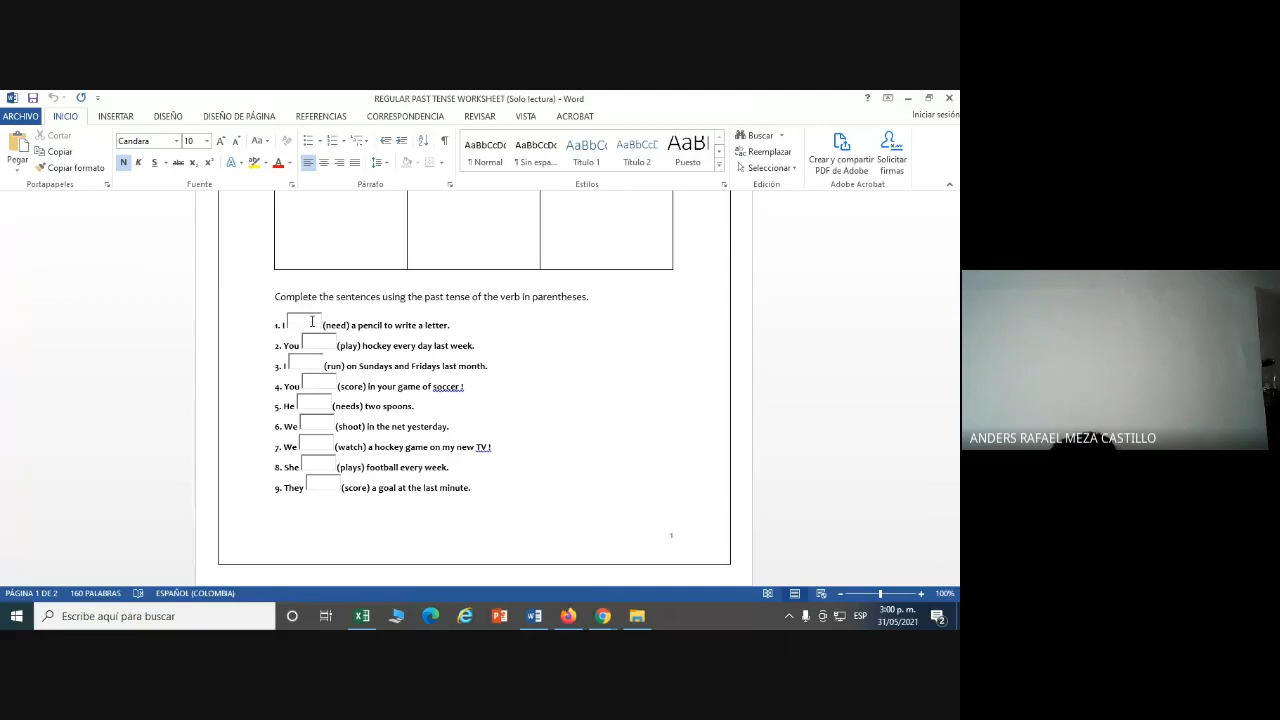 REGULAR PAST TENSE WORKSHEET (Solo lectura) - Word
ARCHIVO INICIO INSERTAR DISEÑO DISEÑO DE PÁGINA REFERENCIAS CORRESPONDENCIA REVISAR VISTA ACROBAT Iniciar sesión
Pegar
Cortar
Copiar
Copiar formato
Portapapeles
Candara 10
N K S abc x₂ x²
Fuente
Párrafo
AaBbCcDc AaBbCcDc AaBbCc AaBbCcD AaBl
¶ Normal ¶ Sin espa... Título 1 Título 2 Puesto
Estilos
Buscar
Reemplazar
Seleccionar
Edición
Crear y compartir
PDF de Adobe
Solicitar
firmas
Adobe Acrobat
Complete the sentences using the past tense of the verb in parentheses.
1. I (need) a pencil to write a letter.
2. You (play) hockey every day last week.
3. I (run) on Sundays and Fridays last month.
4. You (score) in your game of soccer !
5. He (needs) two spoons.
6. We (shoot) in the net yesterday.
7. We (watch) a hockey game on my new TV !
8. She (plays) football every week.
9. They (score) a goal at the last minute.
1
PÁGINA 1 DE 2 160 PALABRAS ESPAÑOL (COLOMBIA) 100%
Escribe aquí para buscar
ESP
3:00 p. m.
31/05/2021
2
ANDERS RAFAEL MEZA CASTILLO